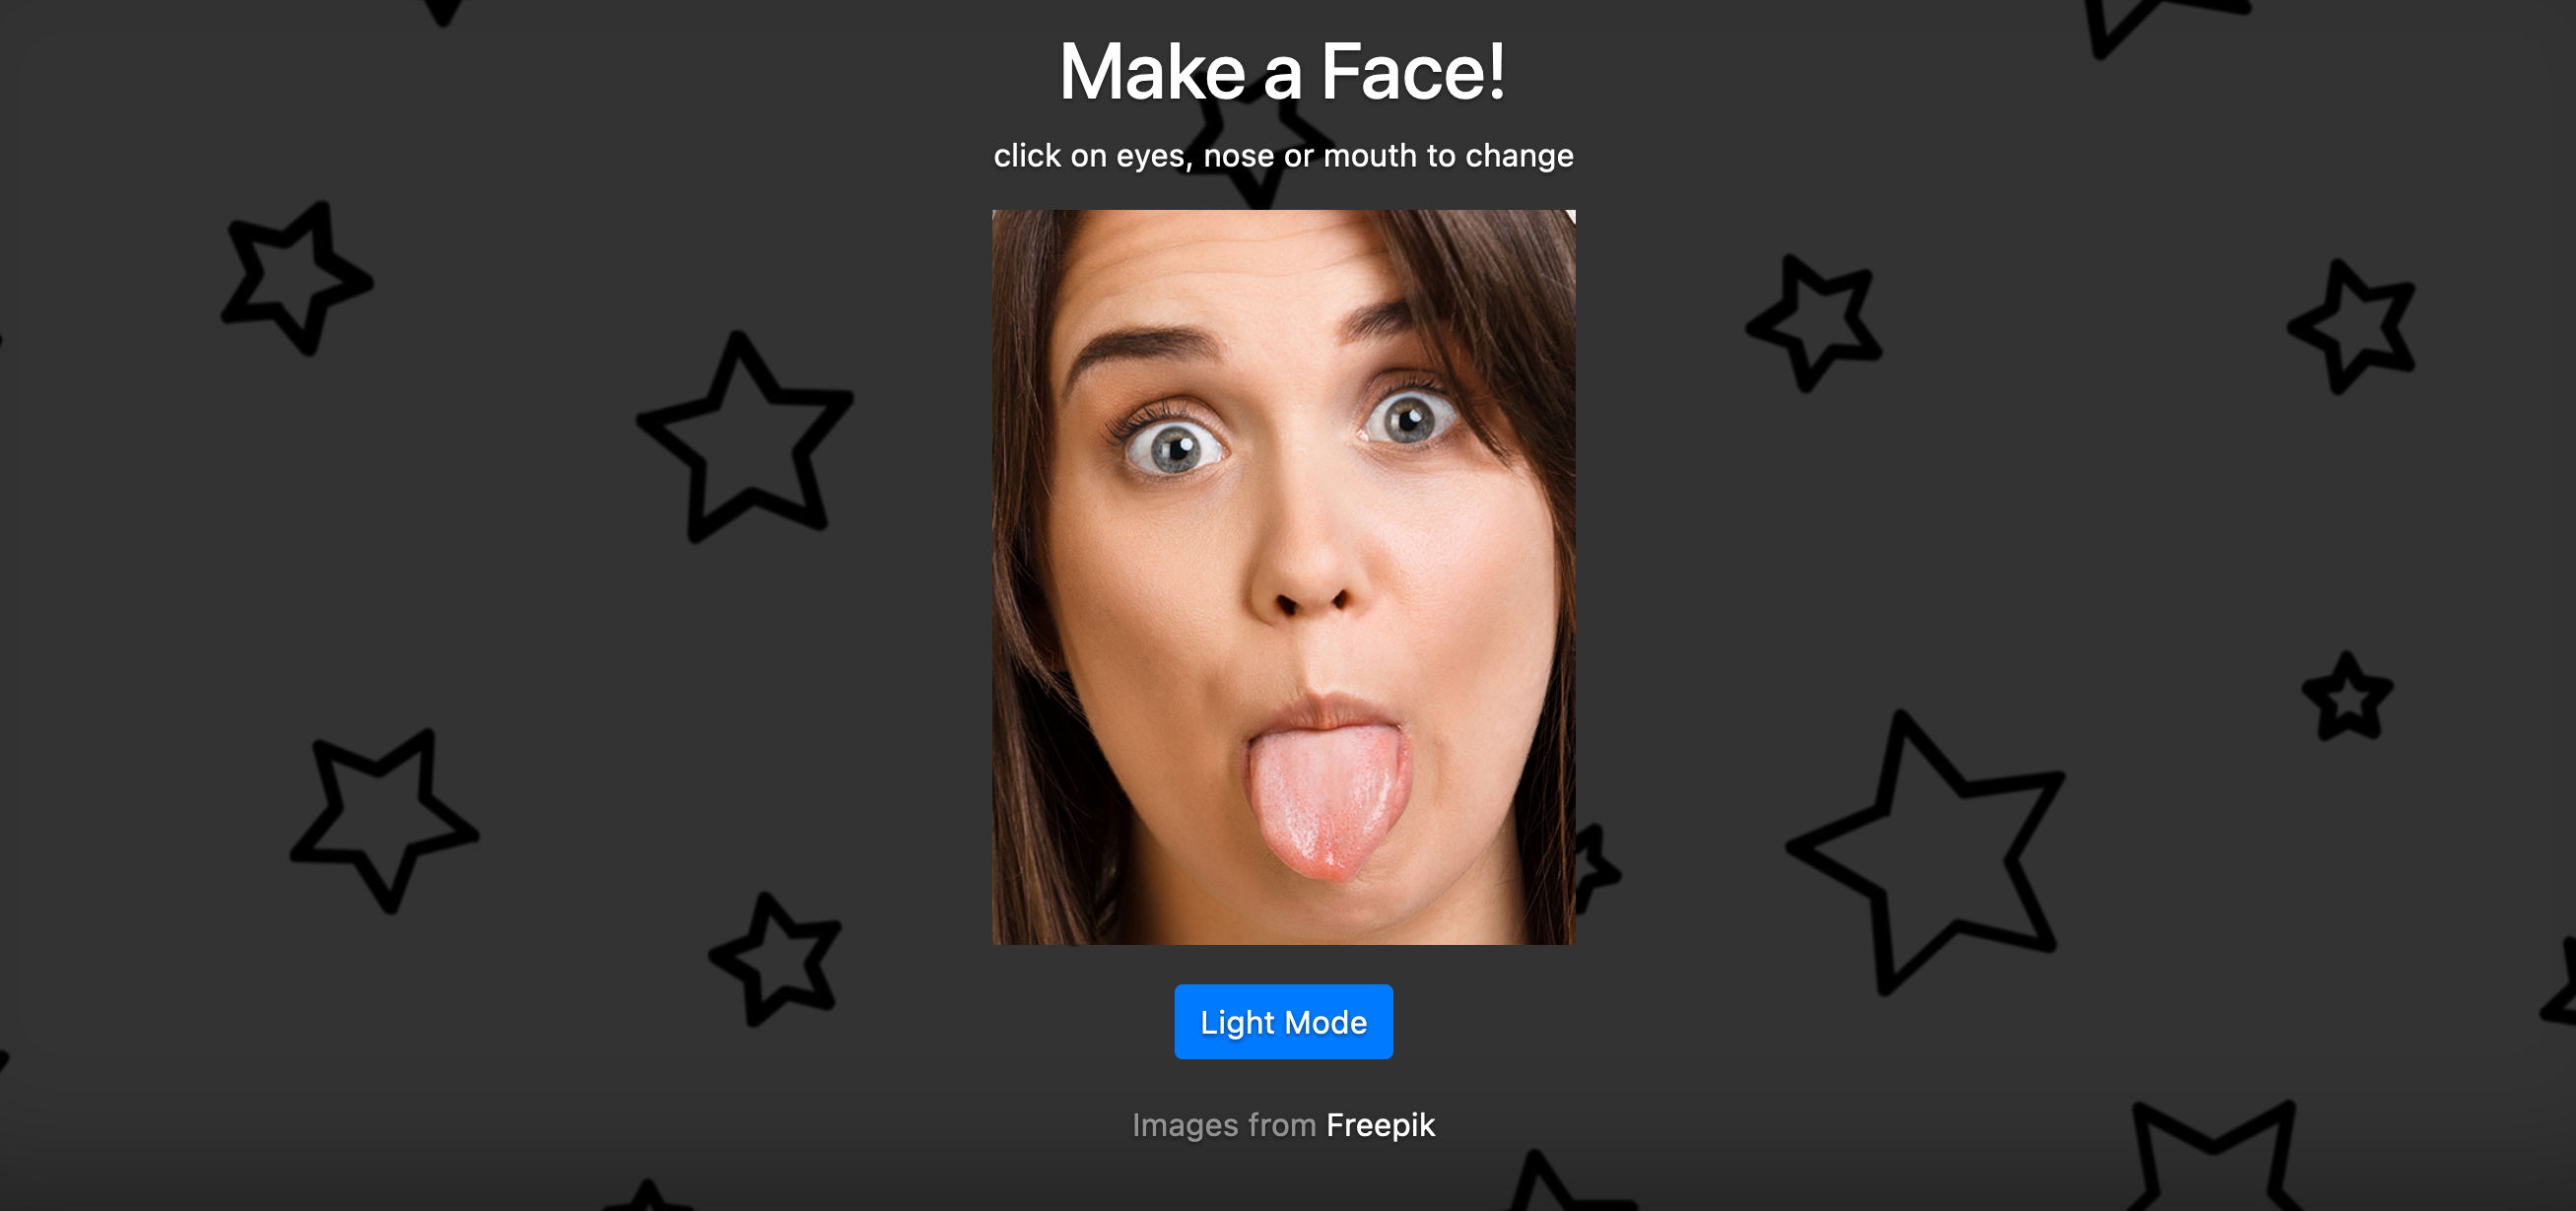 Make a Face!
click on eyes, nose or mouth to change
Light Mode
Images from Freepik